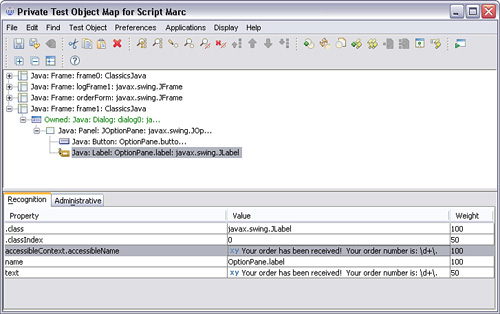 Private Test Object Map for Script Marc
File Edit Find Test Object Preferences Applications Display Help
Java: Frame: frame0: ClassicsJava
Java: Frame: logFrame1: javax.swing.JFrame
Java: Frame: orderForm: javax.swing.JFrame
Java: Frame: frame1: ClassicsJava
Owned: Java: Dialog: dialog0: ja...
Java: Panel: JOptionPane: javax.swing.JOp...
Java: Button: OptionPane.butto...
Java: Label: OptionPane.label: javax.swing.JLabel
Recognition Administrative
Property Value Weight
.class javax.swing.JLabel 100
.classIndex 0 50
accessibleContext.accessibleName xy Your order has been received! Your order number is: \d+\. 100
name OptionPane.label 100
text xy Your order has been received! Your order number is: \d+\. 50